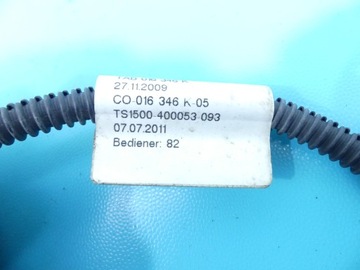 27.11.2009
CO 016 346 K 05
TS1500 400053 093
07.07.2011
Bediener: 82